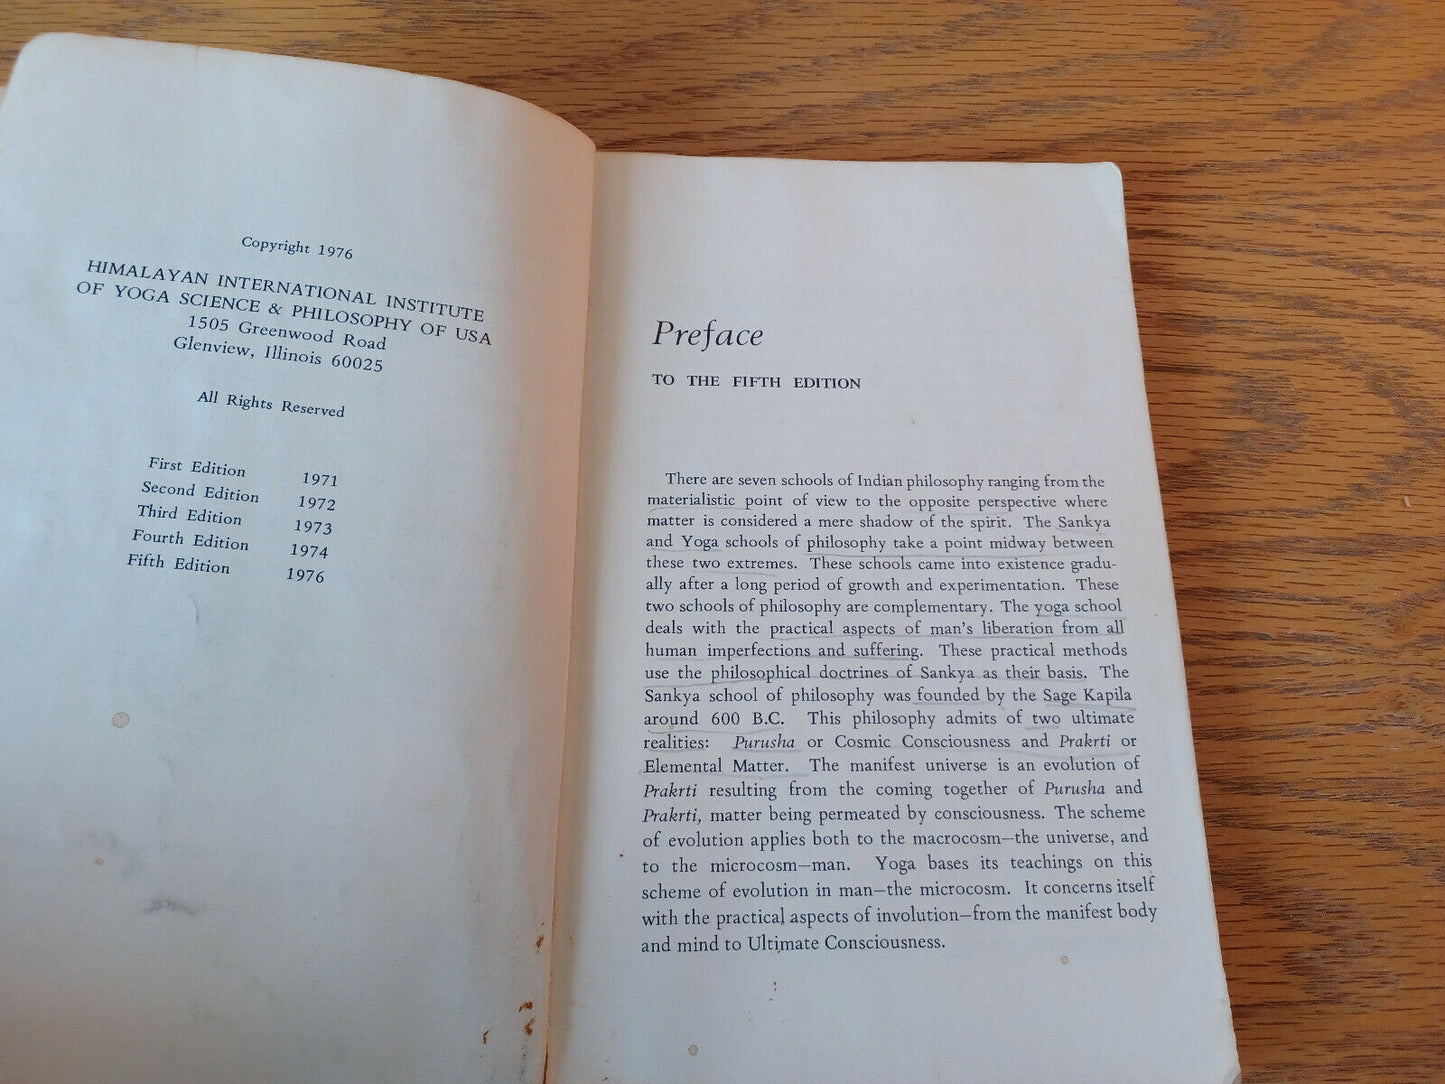 Copyright 1976
HIMALAYAN INTERNATIONAL INSTITUTE
OF YOGA SCIENCE & PHILOSOPHY OF USA
1505 Greenwood Road
Glenview, Illinois 60025
All Rights Reserved
First Edition 1971
Second Edition 1972
Third Edition 1973
Fourth Edition 1974
Fifth Edition 1976
Preface
TO THE FIFTH EDITION
There are seven schools of Indian philosophy ranging from the
materialistic point of view to the opposite perspective where
matter is considered a mere shadow of the spirit. The Sankya
and Yoga schools of philosophy take a point midway between
these two extremes. These schools came into existence gradu-
ally after a long period of growth and experimentation. These
two schools of philosophy are complementary. The yoga school
deals with the practical aspects of man's liberation from all
human imperfections and suffering. These practical methods
use the philosophical doctrines of Sankya as their basis. The
Sankya school of philosophy was founded by the Sage Kapila
around 600 B.C. This philosophy admits of two ultimate
realities: Purusha or Cosmic Consciousness and Prakrti or
Elemental Matter. The manifest universe is an evolution of
Prakrti resulting from the coming together of Purusha and
Prakrti, matter being permeated by consciousness. The scheme
of evolution applies both to the macrocosm—the universe, and
to the microcosm—man. Yoga bases its teachings on this
scheme of evolution in man—the microcosm. It concerns itself
with the practical aspects of involution—from the manifest body
and mind to Ultimate Consciousness.